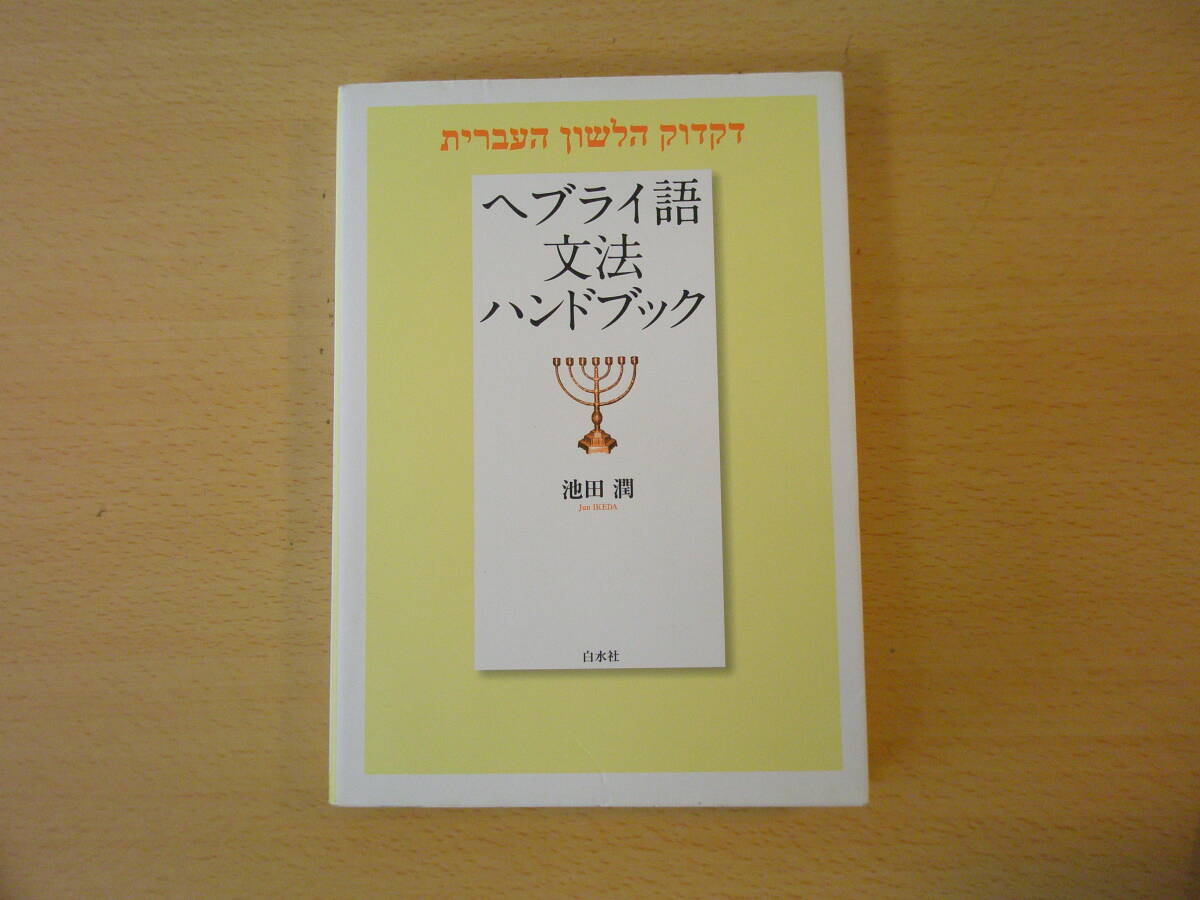 דקדוק הלשון העברית
ヘブライ語
文法
ハンドブック
池田 潤
Jun IKEDA
白水社